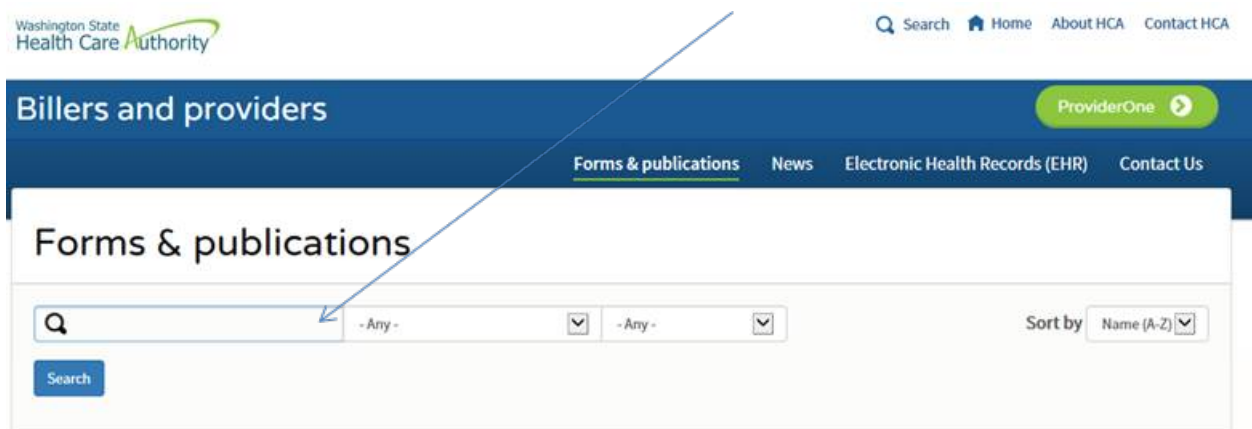 Washington State
Health Care Authority
Search Home About HCA Contact HCA
Billers and providers
ProviderOne
Forms & publications News Electronic Health Records (EHR) Contact Us
Forms & publications
- Any - - Any - Sort by Name (A-Z)
Search